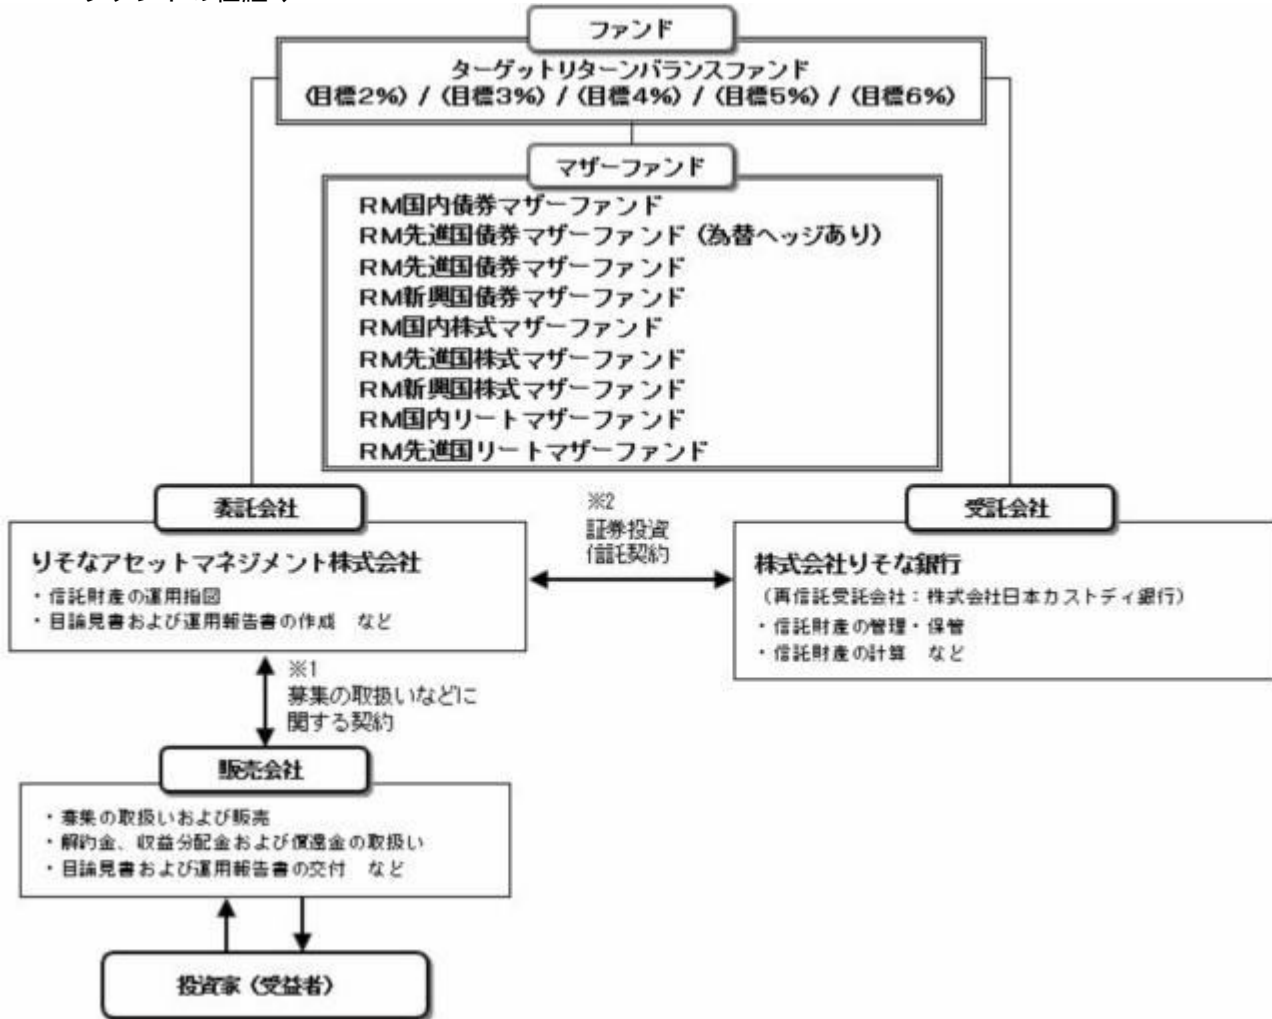 ファンドの仕組み
ファンド
ターゲットリターンバランスファンド
(目標2%) / (目標3%) / (目標4%) / (目標5%) / (目標6%)
マザーファンド
RM国内債券マザーファンド
RM先進国債券マザーファンド(為替ヘッジあり)
RM先進国債券マザーファンド
RM新興国債券マザーファンド
RM国内株式マザーファンド
RM先進国株式マザーファンド
RM新興国株式マザーファンド
RM国内リートマザーファンド
RM先進国リートマザーファンド
委託会社
りそなアセットマネジメント株式会社
・信託財産の運用指図
・目論見書および運用報告書の作成 など
※2
証券投資
信託契約
受託会社
株式会社りそな銀行
(再信託受託会社:株式会社日本カストディ銀行)
・信託財産の管理・保管
・信託財産の計算 など
※1
募集の取扱いなどに
関する契約
販売会社
・募集の取扱いおよび販売
・解約金、収益分配金および償還金の取扱い
・目論見書および運用報告書の交付 など
投資家(受益者)